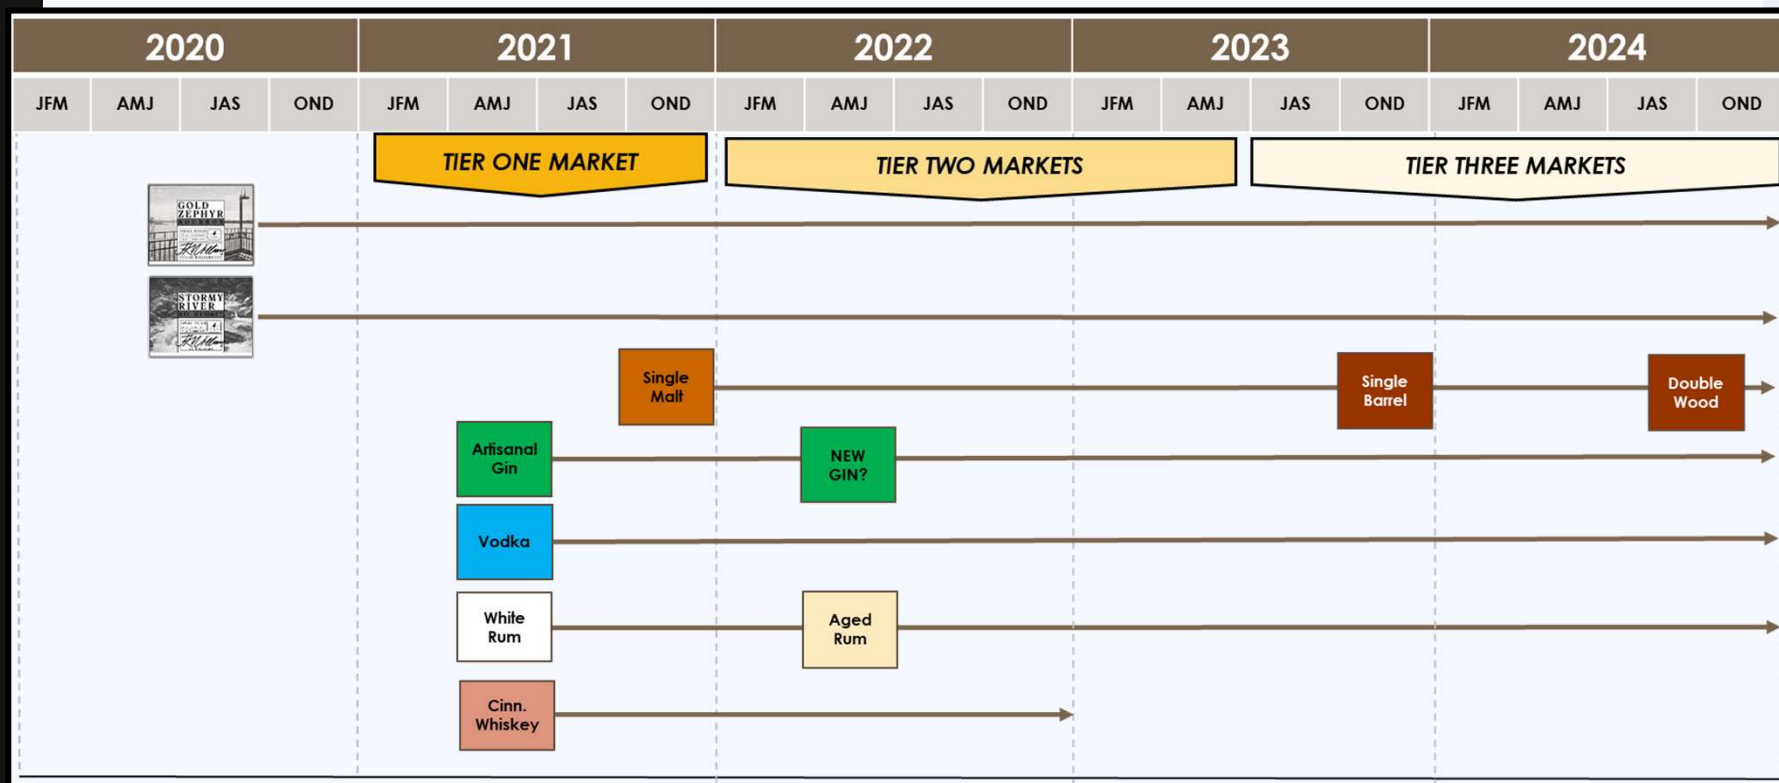 2020 2021 2022 2023 2024
JFM AMJ JAS OND JFM AMJ JAS OND JFM AMJ JAS OND JFM AMJ JAS OND JFM AMJ JAS OND
TIER ONE MARKET TIER TWO MARKETS TIER THREE MARKETS
GOLD
ZEPHYR
BOURBON
STORMY
RIVER
Single
Malt
Single
Barrel
Double
Wood
Artisanal
Gin
NEW
GIN?
Vodka
White
Rum
Aged
Rum
Cinn.
Whiskey